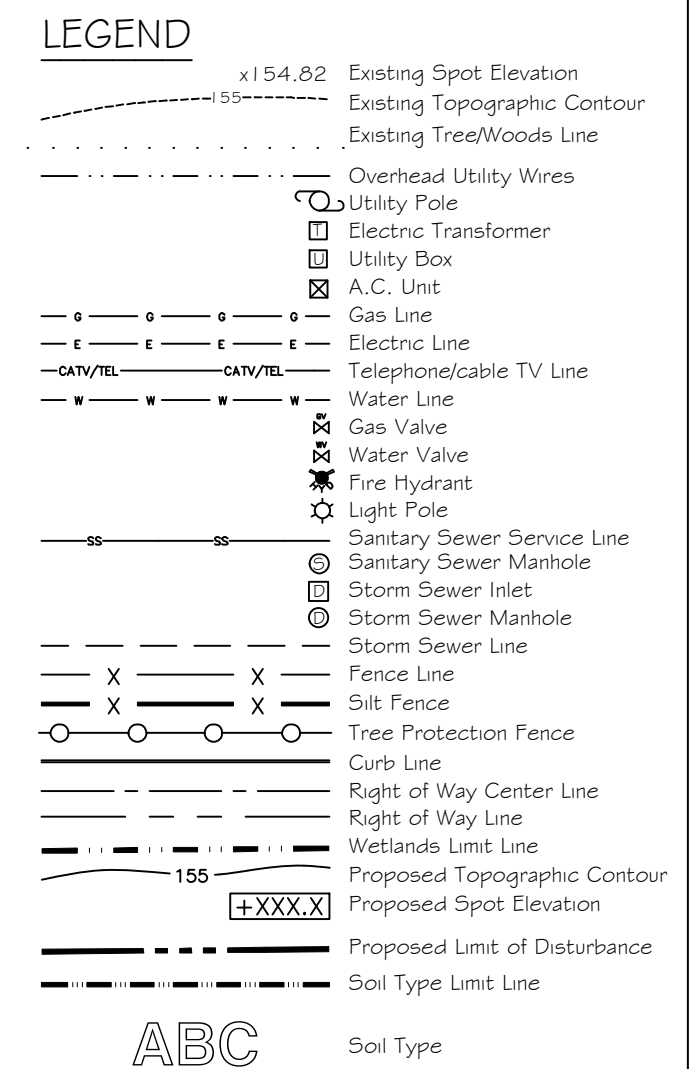 LEGEND
x154.82 Existing Spot Elevation
155 Existing Topographic Contour
Existing Tree/Woods Line
Overhead Utility Wires
Utility Pole
T Electric Transformer
U Utility Box
A.C. Unit
G G G G Gas Line
E E E E Electric Line
CATV/TEL CATV/TEL Telephone/cable TV Line
W W W W Water Line
GV Gas Valve
WV Water Valve
Fire Hydrant
Light Pole
SS SS Sanitary Sewer Service Line
S Sanitary Sewer Manhole
D Storm Sewer Inlet
D Storm Sewer Manhole
Storm Sewer Line
X X Fence Line
X X Silt Fence
Tree Protection Fence
Curb Line
Right of Way Center Line
Right of Way Line
Wetlands Limit Line
155 Proposed Topographic Contour
+XXX.X Proposed Spot Elevation
Proposed Limit of Disturbance
Soil Type Limit Line
ABC Soil Type